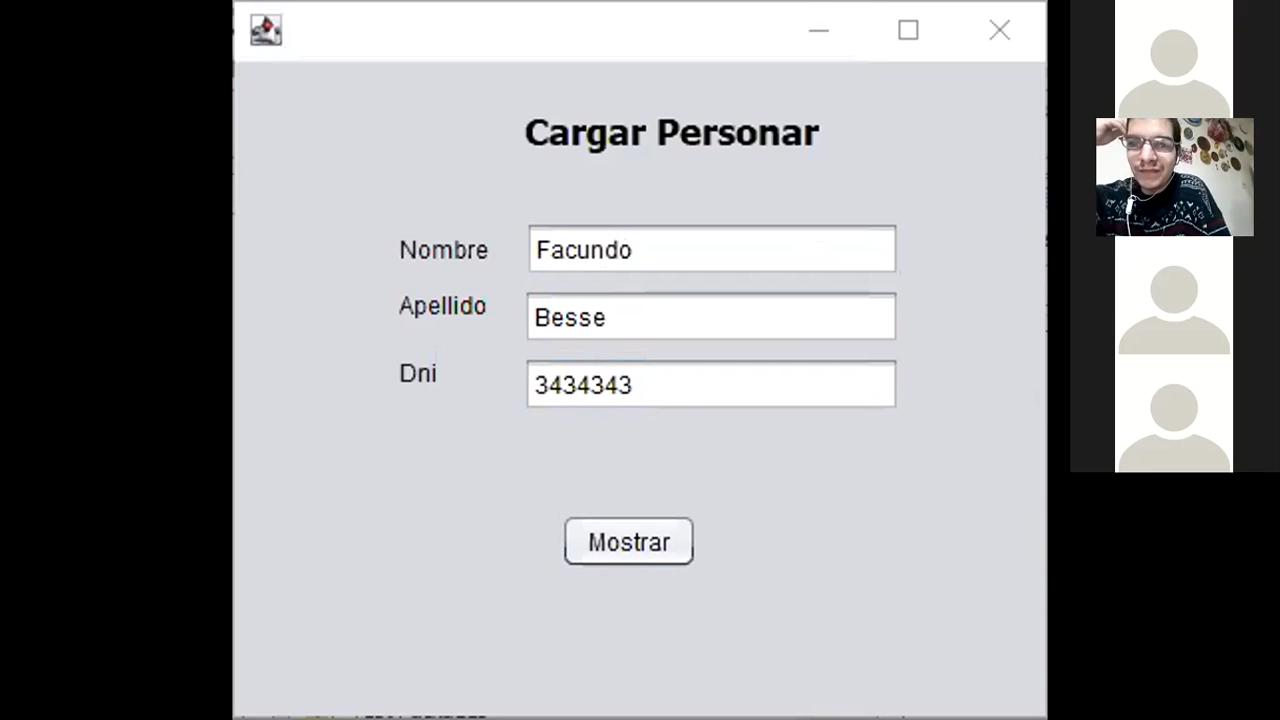 Cargar Personar
Nombre Facundo
Apellido Besse
Dni 3434343
Mostrar